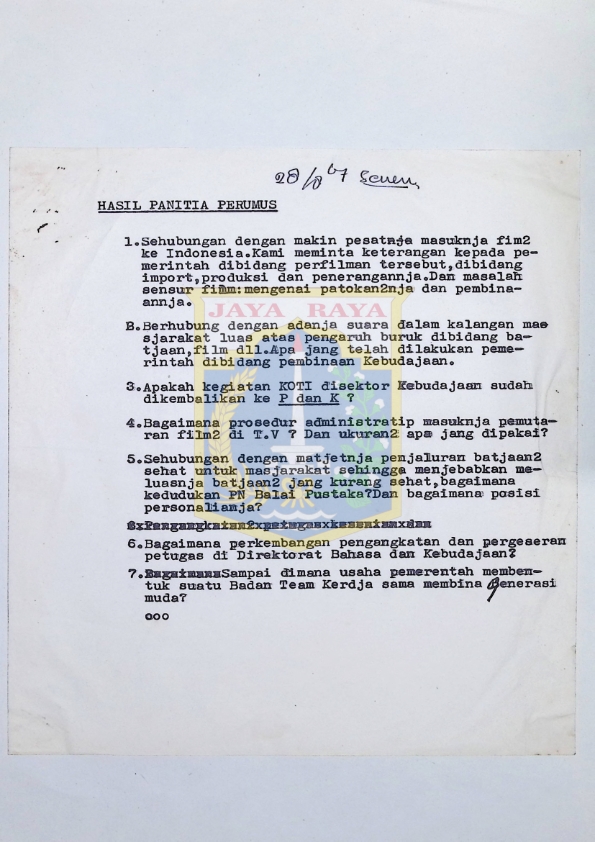 28/8 67 Senen
HASIL PANITIA PERUMUS
1.Sehubungan dengan makin pesatnja masuknja fim2
ke Indonesia.Kami meminta keterangan kepada pe-
merintah dibidang perfilman tersebut,dibidang
import,produksi dan penerangannja.Dan masalah
sensur film:mengenai patokan2nja dan pembina-
annja.
JAYA RAYA
B.Berhubung dengan adanja suara dalam kalangan mas
sjarakat luas atas pengaruh buruk dibidang ba-
tjaan,film dll.Apa jang telah dilakukan peme-
rintah dibidang pembinaan Kebudajaan.
3.Apakah kegiatan KOTI disektor Kebudajaan sudah
dikembalikan ke P dan K ?
4.Bagaimana prosedur administratip masuknja pemuta-
ran film2 di T.V ? Dan ukuran2 apa jang dipakai?
5.Sehubungan dengan matjetnja penjaluran batjaan2
sehat untuk masjarakat sehingga menjebabkan me-
luasnja batjaan2 jang kurang sehat,bagaimana
kedudukan PN Balai Pustaka?Dan bagaimana posisi
personalianja?
6.Bagaimana perkembangan pengangkatan dan pergeseran
petugas di Direktorat Bahasa dan Kebudajaan?
7.BagaimanaSampai dimana usaha pemerentah memben-
tuk suatu Badan Team Kerdja sama membina generasi
muda?
ooo